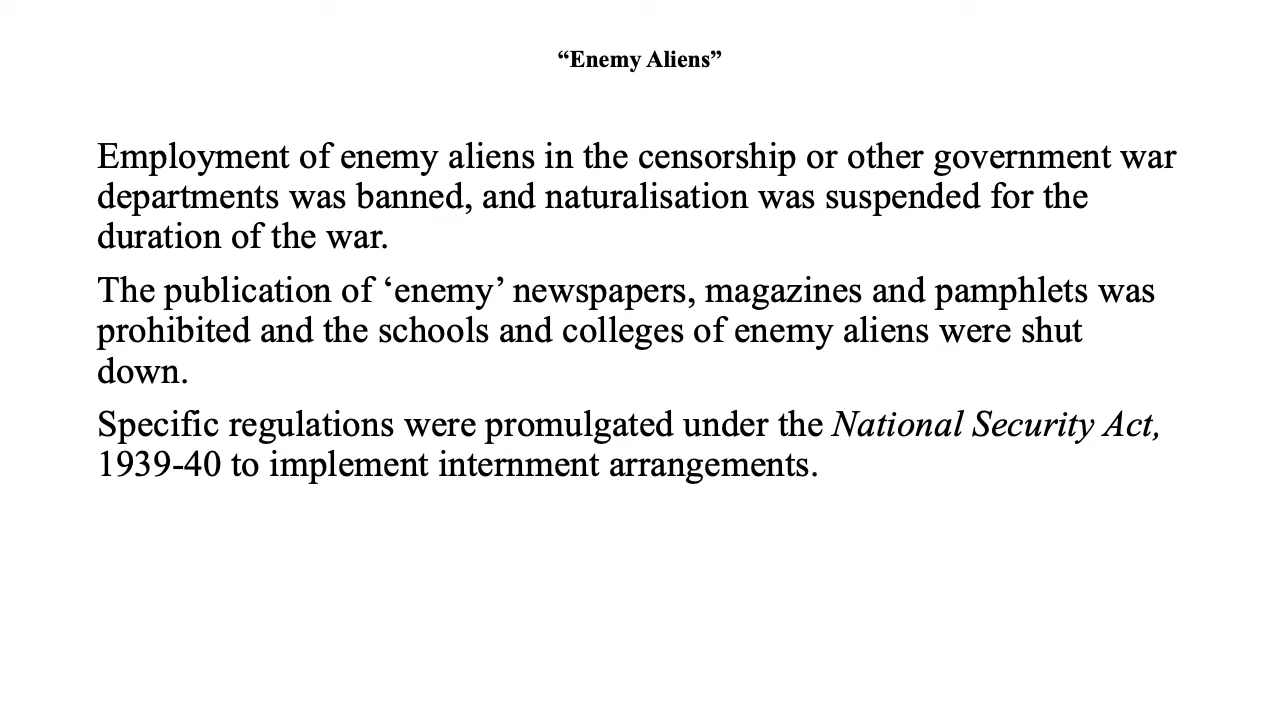 “Enemy Aliens”
Employment of enemy aliens in the censorship or other government war
departments was banned, and naturalisation was suspended for the
duration of the war.
The publication of ‘enemy’ newspapers, magazines and pamphlets was
prohibited and the schools and colleges of enemy aliens were shut
down.
Specific regulations were promulgated under the National Security Act,
1939-40 to implement internment arrangements.